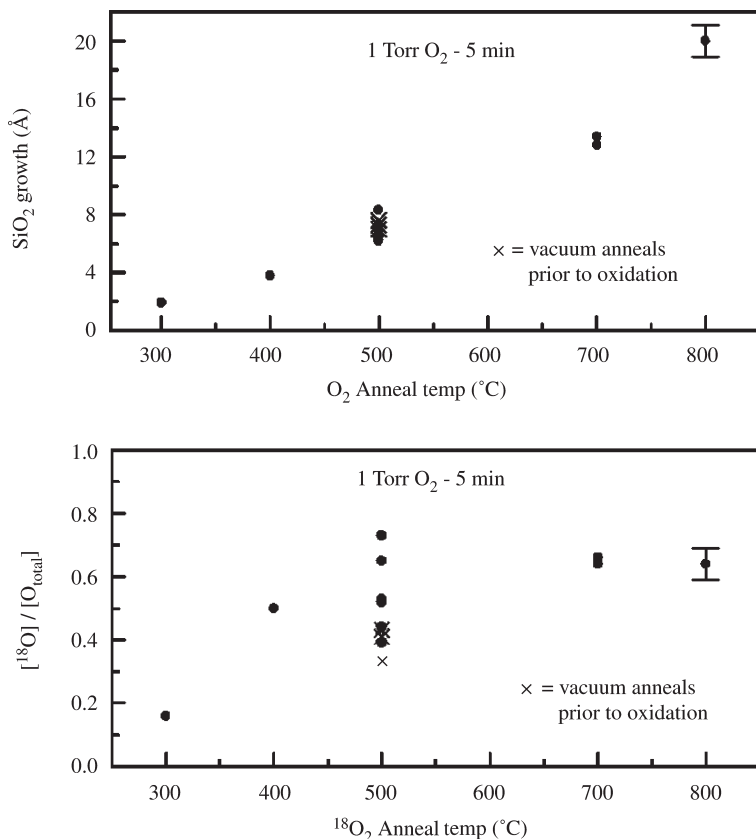 1 Torr O₂ - 5 min
SiO₂ growth (Å)
20
16
12
8
4
0
× = vacuum anneals
prior to oxidation
300 400 500 600 700 800
O₂ Anneal temp (˚C)
1 Torr O₂ - 5 min
[¹⁸O] / [O_total]
1.0
0.8
0.6
0.4
0.2
0.0
× = vacuum anneals
prior to oxidation
300 400 500 600 700 800
¹⁸O₂ Anneal temp (˚C)